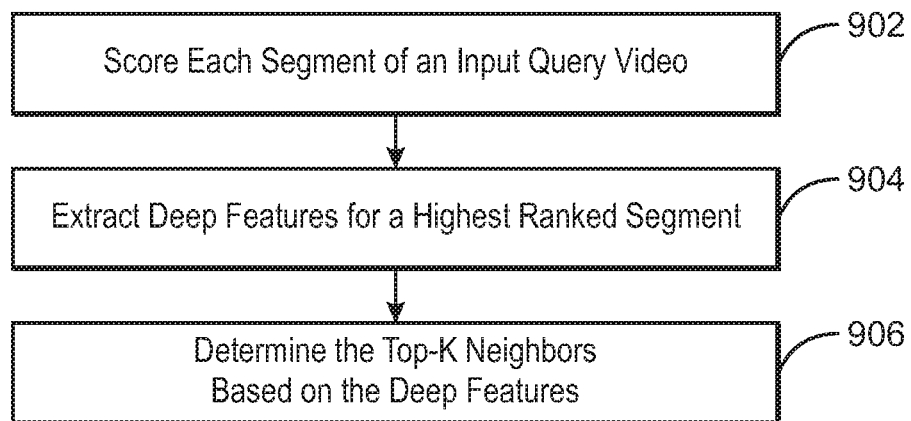 902
Score Each Segment of an Input Query Video
904
Extract Deep Features for a Highest Ranked Segment
906
Determine the Top-K Neighbors
Based on the Deep Features